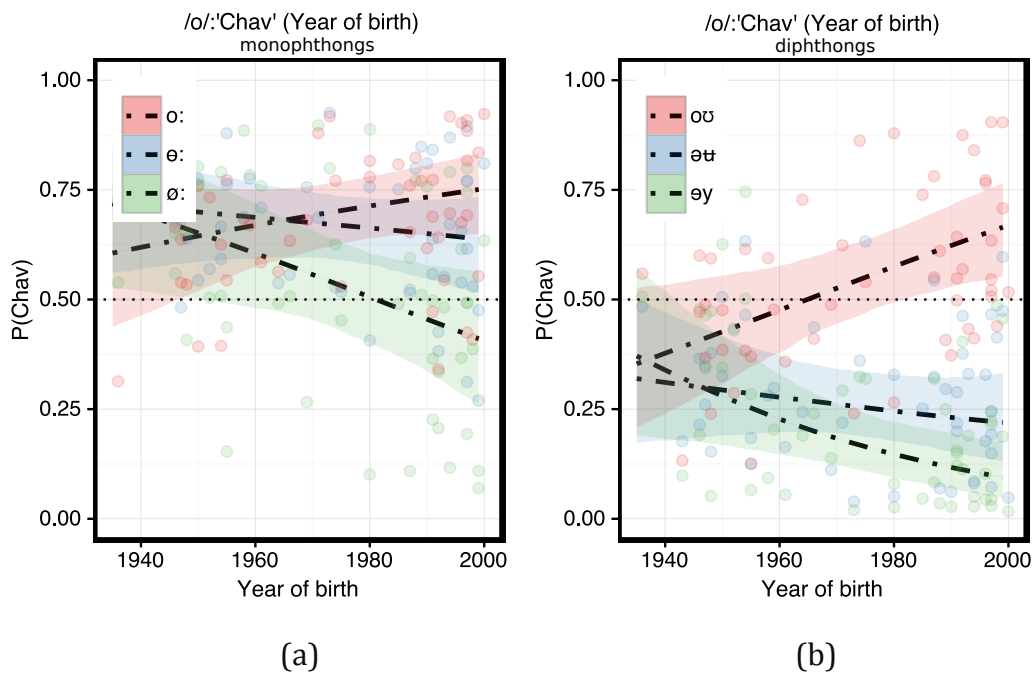 /o/:'Chav' (Year of birth)
monophthongs
1.00
0.75
0.50
0.25
0.00
P(Chav)
oː
ɵː
øː
1940
1960
1980
2000
Year of birth
(a)
/o/:'Chav' (Year of birth)
diphthongs
1.00
0.75
0.50
0.25
0.00
P(Chav)
oʊ
əʉ
əy
1940
1960
1980
2000
Year of birth
(b)